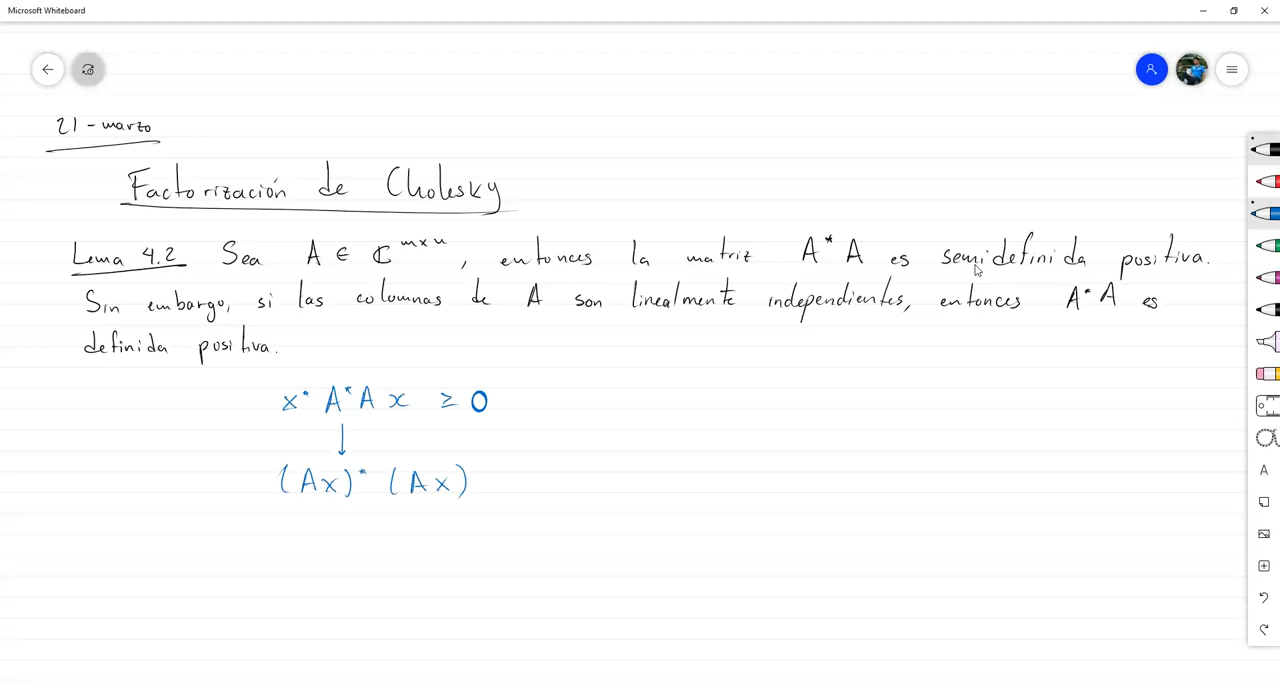 Microsoft Whiteboard
21 - marzo
Factorización de Cholesky
Lema 4.2 Sea A ∈ ℂ^{m×n}, entonces la matriz A* A es semidefinida positiva.
Sin embargo, si las columnas de A son linealmente independientes, entonces A* A es
definida positiva.
x* A* A x ≥ 0
↓
(Ax)* (Ax)
A